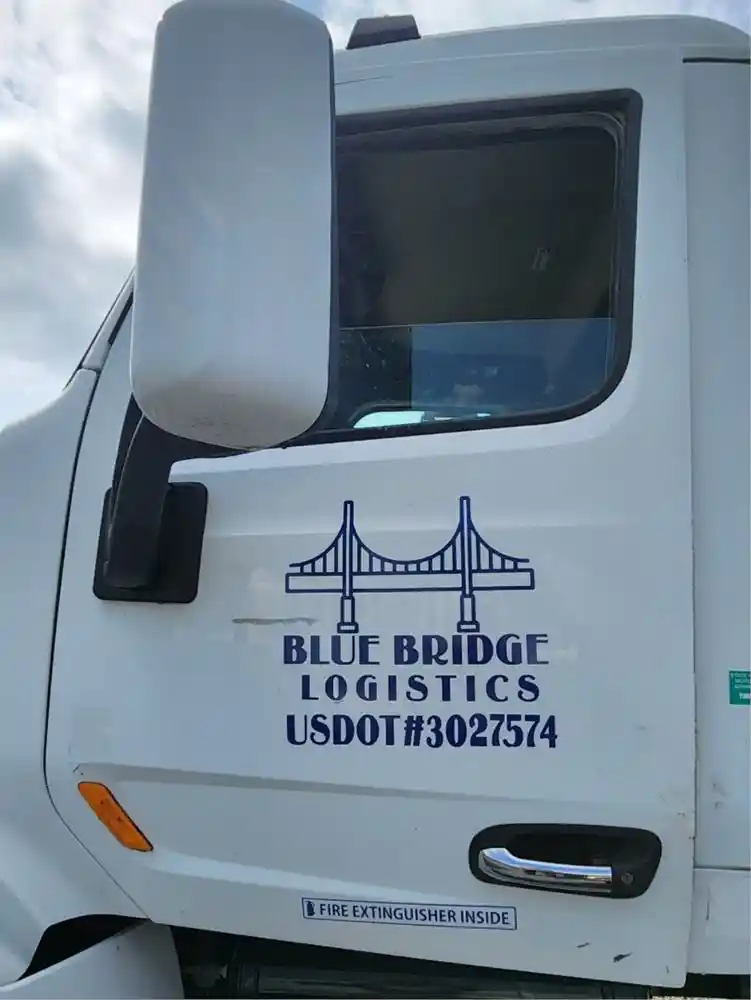 BLUE BRIDGE
LOGISTICS
USDOT#3027574
FIRE EXTINGUISHER INSIDE